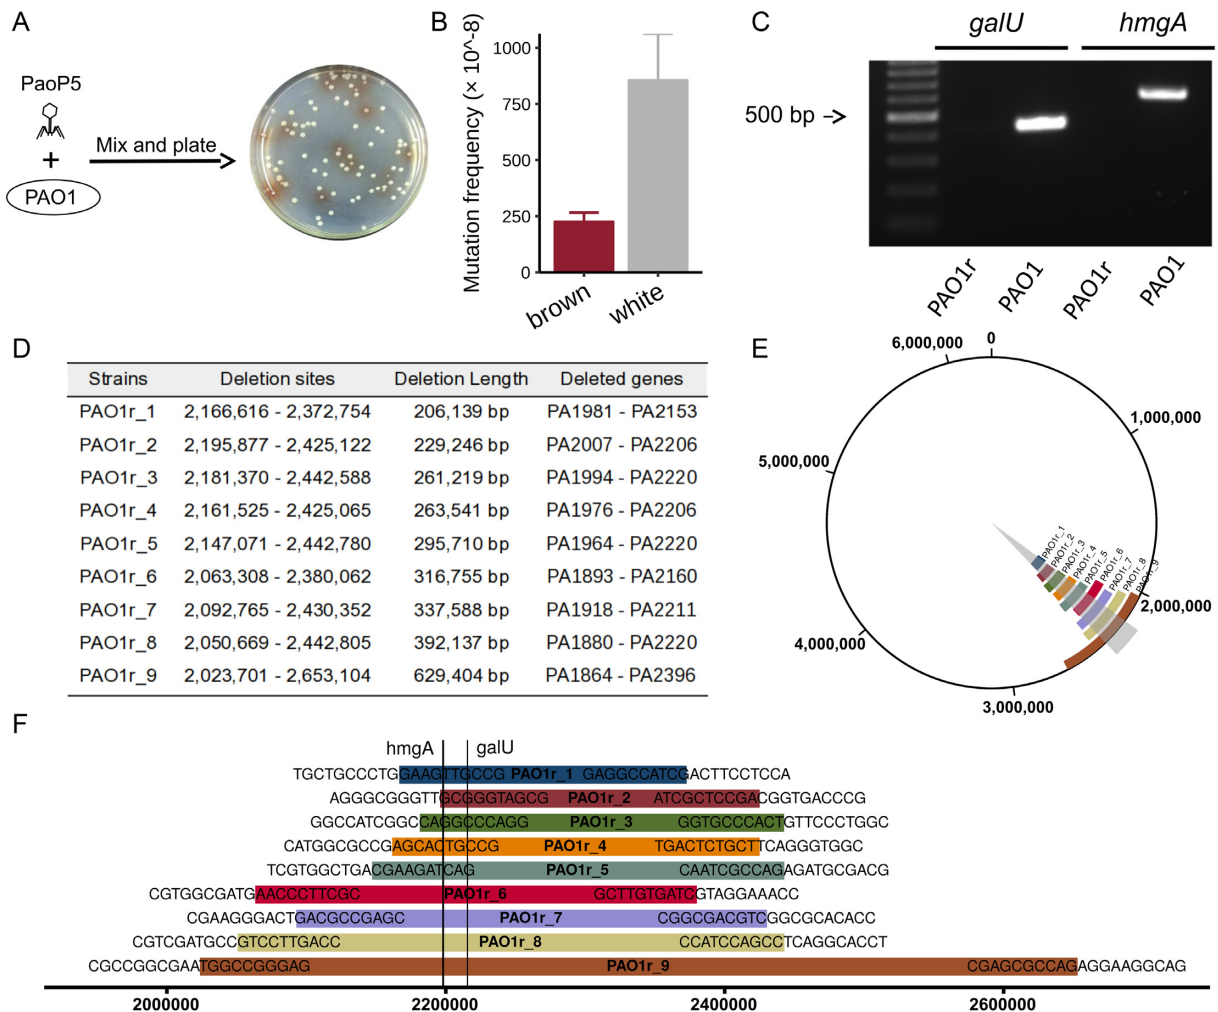 A
PaoP5
+
PAO1
Mix and plate
B
Mutation frequency (× 10^-8)
1000
750
500
250
0
brown
white
C
galU
hmgA
500 bp
PAO1r
PAO1
PAO1r
PAO1
D
Strains Deletion sites Deletion Length Deleted genes
PAO1r_1 2,166,616 - 2,372,754 206,139 bp PA1981 - PA2153
PAO1r_2 2,195,877 - 2,425,122 229,246 bp PA2007 - PA2206
PAO1r_3 2,181,370 - 2,442,588 261,219 bp PA1994 - PA2220
PAO1r_4 2,161,525 - 2,425,065 263,541 bp PA1976 - PA2206
PAO1r_5 2,147,071 - 2,442,780 295,710 bp PA1964 - PA2220
PAO1r_6 2,063,308 - 2,380,062 316,755 bp PA1893 - PA2160
PAO1r_7 2,092,765 - 2,430,352 337,588 bp PA1918 - PA2211
PAO1r_8 2,050,669 - 2,442,805 392,137 bp PA1880 - PA2220
PAO1r_9 2,023,701 - 2,653,104 629,404 bp PA1864 - PA2396
E
0
1,000,000
2,000,000
3,000,000
4,000,000
5,000,000
6,000,000
PAO1r_1
PAO1r_2
PAO1r_3
PAO1r_4
PAO1r_5
PAO1r_6
PAO1r_7
PAO1r_8
PAO1r_9
F
hmgA galU
TGCTGCCCTGGAAGTTGCCG PAO1r_1 GAGGCCATCGACTTCCTCCA
AGGGCGGGTTGCGGGTAGCG PAO1r_2 ATCGCTCCGACGGTGACCCG
GGCCATCGGCCAGGCCCAGG PAO1r_3 GGTGCCCACTGTTCCCTGGC
CATGGCGCCGAGCACTGCCG PAO1r_4 TGACTCTGCTTCAGGGTGGC
TCGTGGCTGACGAAGATCAG PAO1r_5 CAATCGCCAGAGATGCGACG
CGTGGCGATGAACCCTTCGC PAO1r_6 GCTTGTGATCGTAGGAAACC
CGAAGGGACTGACGCCGAGC PAO1r_7 CGGCGACGTCGGCGCACACC
CGTCGATGCCGTCCTTGACC PAO1r_8 CCATCCAGCCTCAGGCACCT
CGCCGGCGAATGGCCGGGAG PAO1r_9 CGAGCGCCAGAGGAAGGCAG
2000000 2200000 2400000 2600000